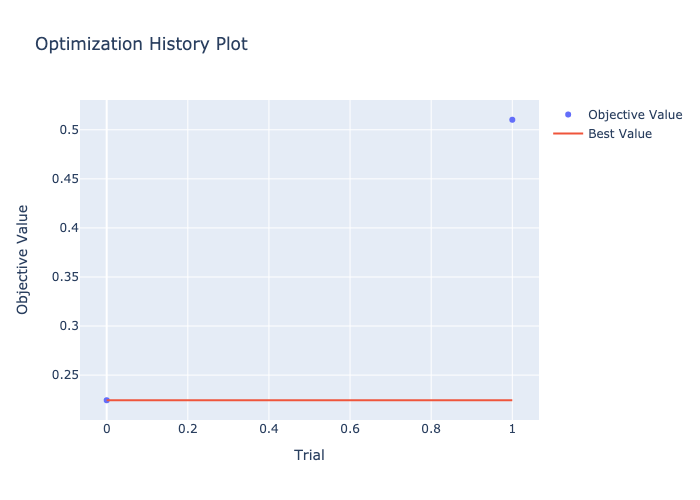 Optimization History Plot
Objective Value
Best Value
0.5
0.45
0.4
0.35
0.3
0.25
Objective Value
0
0.2
0.4
0.6
0.8
1
Trial